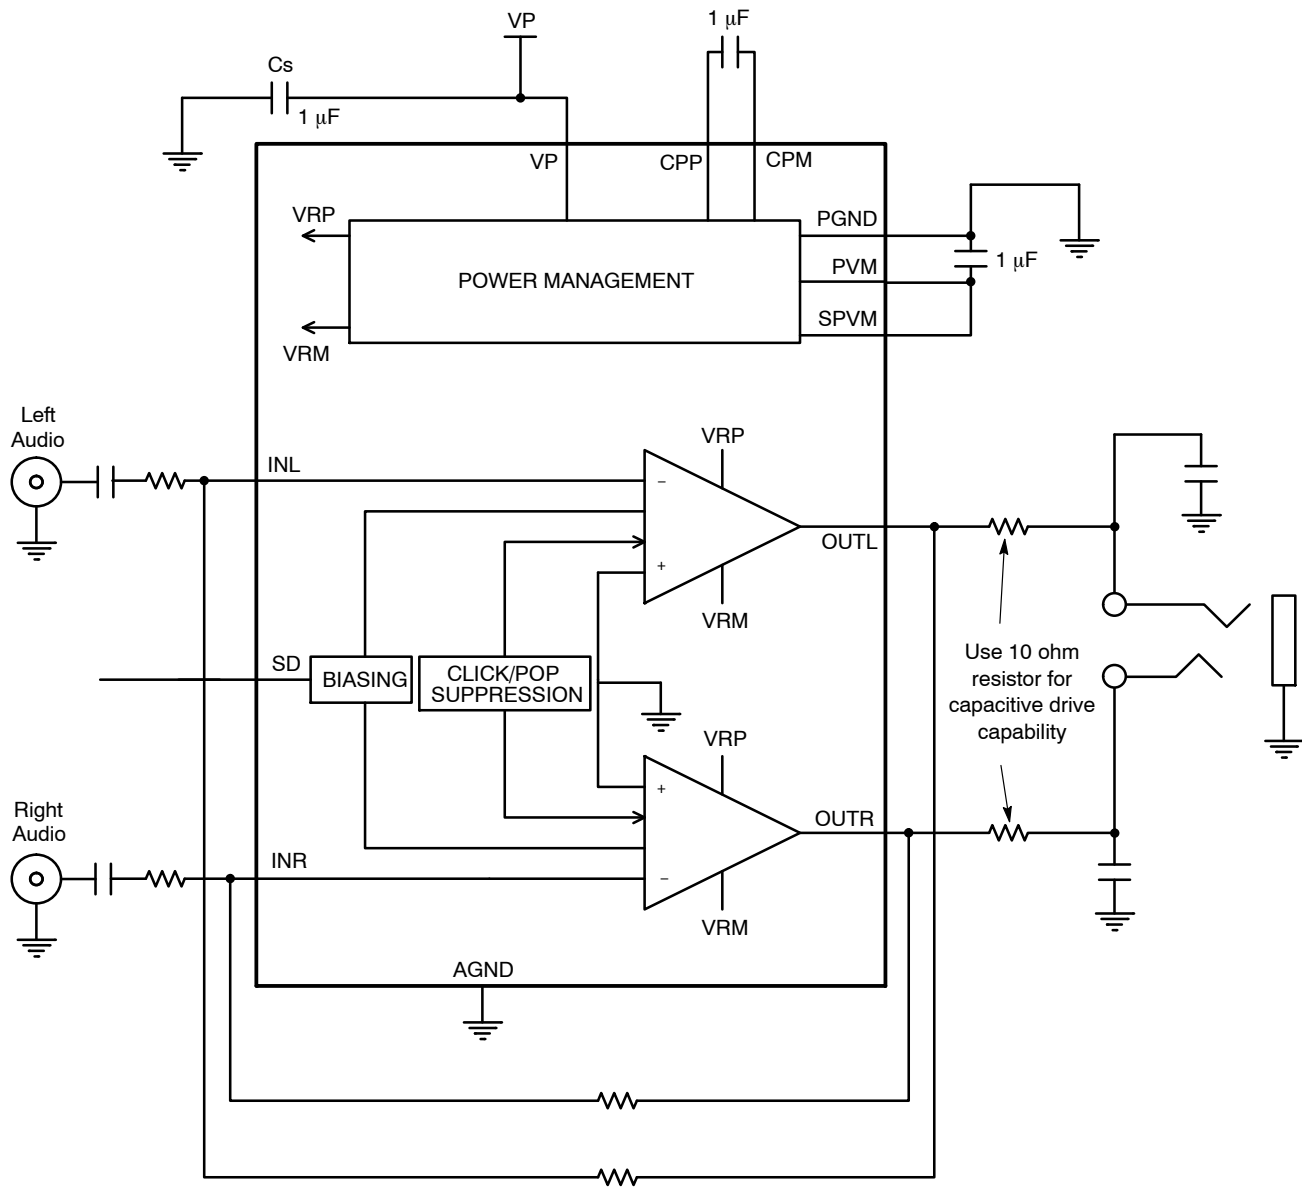 VP
1 μF
Cs
1 μF
VP
CPP
CPM
VRP
PGND
POWER MANAGEMENT
PVM
1 μF
SPVM
VRM
Left
Audio
INL
VRP
−
+
OUTL
VRM
SD
BIASING
CLICK/POP
SUPPRESSION
Use 10 ohm
resistor for
capacitive drive
capability
VRP
+
OUTR
Right
Audio
INR
−
VRM
AGND